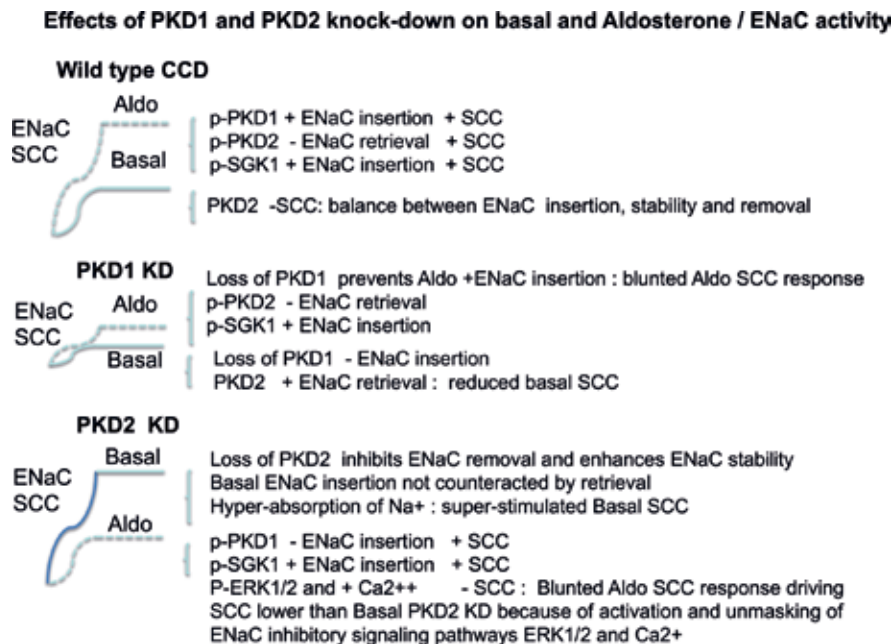 Effects of PKD1 and PKD2 knock-down on basal and Aldosterone / ENaC activity
Wild type CCD
Aldo
ENaC
SCC
Basal
p-PKD1 + ENaC insertion + SCC
p-PKD2 - ENaC retrieval + SCC
p-SGK1 + ENaC insertion + SCC
PKD2 -SCC: balance between ENaC insertion, stability and removal
PKD1 KD
Aldo
ENaC
SCC
Basal
Loss of PKD1 prevents Aldo +ENaC insertion : blunted Aldo SCC response
p-PKD2 - ENaC retrieval
p-SGK1 + ENaC insertion
Loss of PKD1 - ENaC insertion
PKD2 + ENaC retrieval : reduced basal SCC
PKD2 KD
Basal
ENaC
SCC
Aldo
Loss of PKD2 inhibits ENaC removal and enhances ENaC stability
Basal ENaC insertion not counteracted by retrieval
Hyper-absorption of Na+ : super-stimulated Basal SCC
p-PKD1 - ENaC insertion + SCC
p-SGK1 + ENaC insertion + SCC
P-ERK1/2 and + Ca2++ - SCC : Blunted Aldo SCC response driving
SCC lower than Basal PKD2 KD because of activation and unmasking of
ENaC inhibitory signaling pathways ERK1/2 and Ca2+